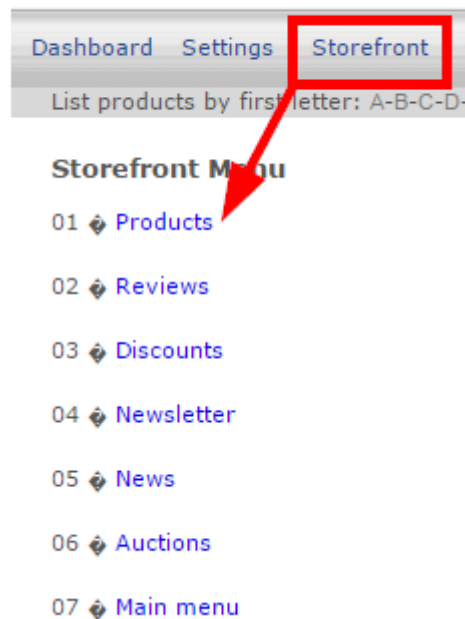 Dashboard Settings Storefront
List products by first letter: A-B-C-D-
Storefront Menu
01 � Products
02 � Reviews
03 � Discounts
04 � Newsletter
05 � News
06 � Auctions
07 � Main menu